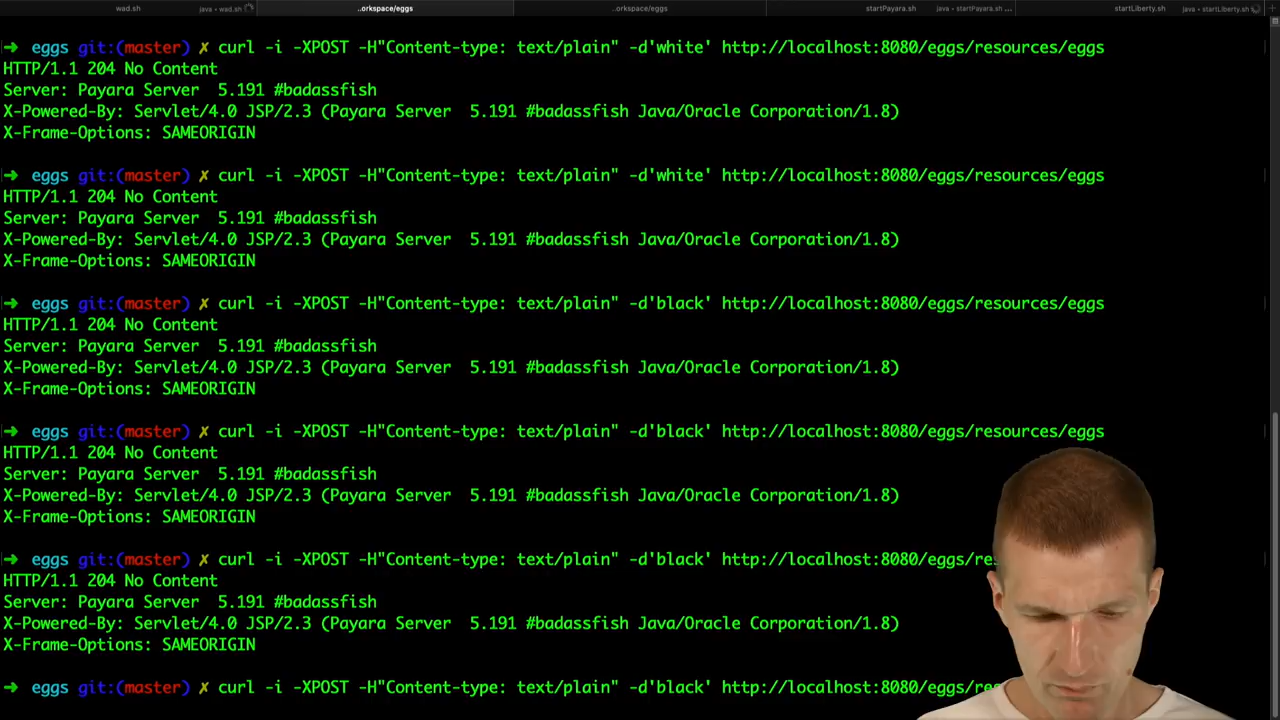 wad.sh java • wad.sh ..orkspace/eggs ..orkspace/eggs startPayara.sh java • startPayara.sh ... startLiberty.sh java • startLiberty.sh
➜ eggs git:(master) ✗ curl -i -XPOST -H"Content-type: text/plain" -d'white' http://localhost:8080/eggs/resources/eggs
HTTP/1.1 204 No Content
Server: Payara Server  5.191 #badassfish
X-Powered-By: Servlet/4.0 JSP/2.3 (Payara Server  5.191 #badassfish Java/Oracle Corporation/1.8)
X-Frame-Options: SAMEORIGIN
➜ eggs git:(master) ✗ curl -i -XPOST -H"Content-type: text/plain" -d'white' http://localhost:8080/eggs/resources/eggs
HTTP/1.1 204 No Content
Server: Payara Server  5.191 #badassfish
X-Powered-By: Servlet/4.0 JSP/2.3 (Payara Server  5.191 #badassfish Java/Oracle Corporation/1.8)
X-Frame-Options: SAMEORIGIN
➜ eggs git:(master) ✗ curl -i -XPOST -H"Content-type: text/plain" -d'black' http://localhost:8080/eggs/resources/eggs
HTTP/1.1 204 No Content
Server: Payara Server  5.191 #badassfish
X-Powered-By: Servlet/4.0 JSP/2.3 (Payara Server  5.191 #badassfish Java/Oracle Corporation/1.8)
X-Frame-Options: SAMEORIGIN
➜ eggs git:(master) ✗ curl -i -XPOST -H"Content-type: text/plain" -d'black' http://localhost:8080/eggs/resources/eggs
HTTP/1.1 204 No Content
Server: Payara Server  5.191 #badassfish
X-Powered-By: Servlet/4.0 JSP/2.3 (Payara Server  5.191 #badassfish Java/Oracle Corporation/1.8)
X-Frame-Options: SAMEORIGIN
➜ eggs git:(master) ✗ curl -i -XPOST -H"Content-type: text/plain" -d'black' http://localhost:8080/eggs/re
HTTP/1.1 204 No Content
Server: Payara Server  5.191 #badassfish
X-Powered-By: Servlet/4.0 JSP/2.3 (Payara Server  5.191 #badassfish Java/Oracle Corporation/1.8)
X-Frame-Options: SAMEORIGIN
➜ eggs git:(master) ✗ curl -i -XPOST -H"Content-type: text/plain" -d'black' http://localhost:8080/eggs/re